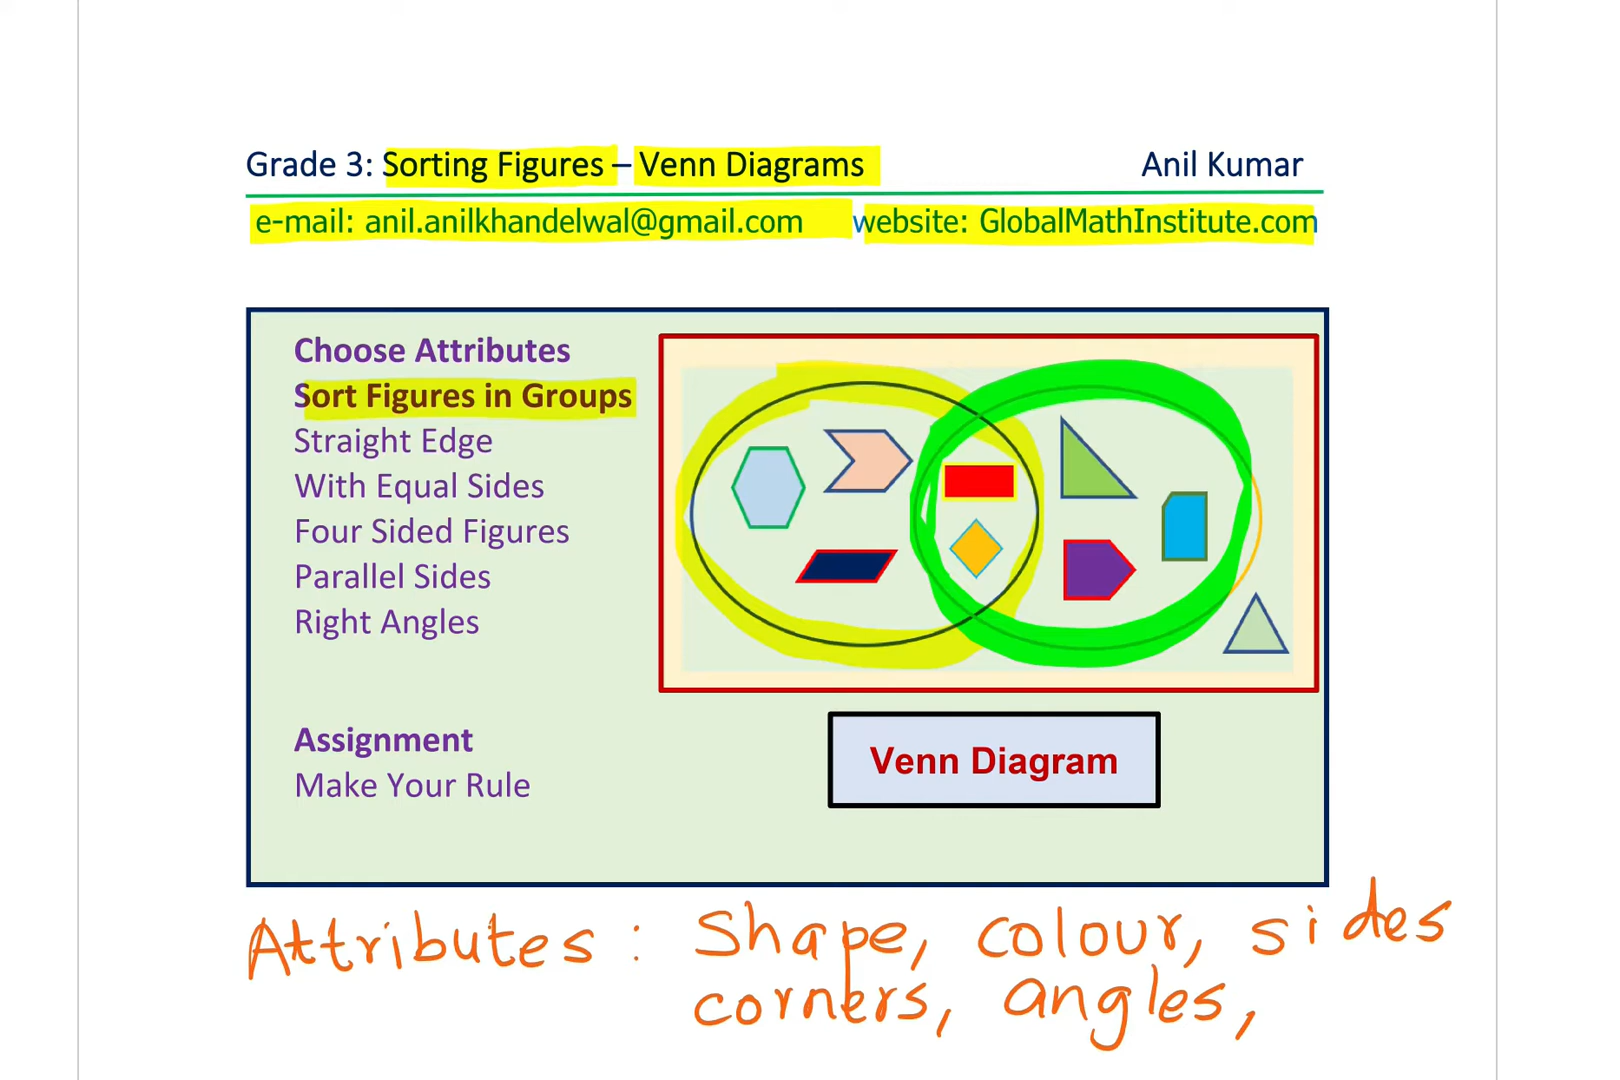 Grade 3: Sorting Figures – Venn Diagrams Anil Kumar
e-mail: anil.anilkhandelwal@gmail.com website: GlobalMathInstitute.com
Choose Attributes
Sort Figures in Groups
Straight Edge
With Equal Sides
Four Sided Figures
Parallel Sides
Right Angles
Assignment
Make Your Rule
Venn Diagram
Attributes: Shape, colour, sides
corners, angles,